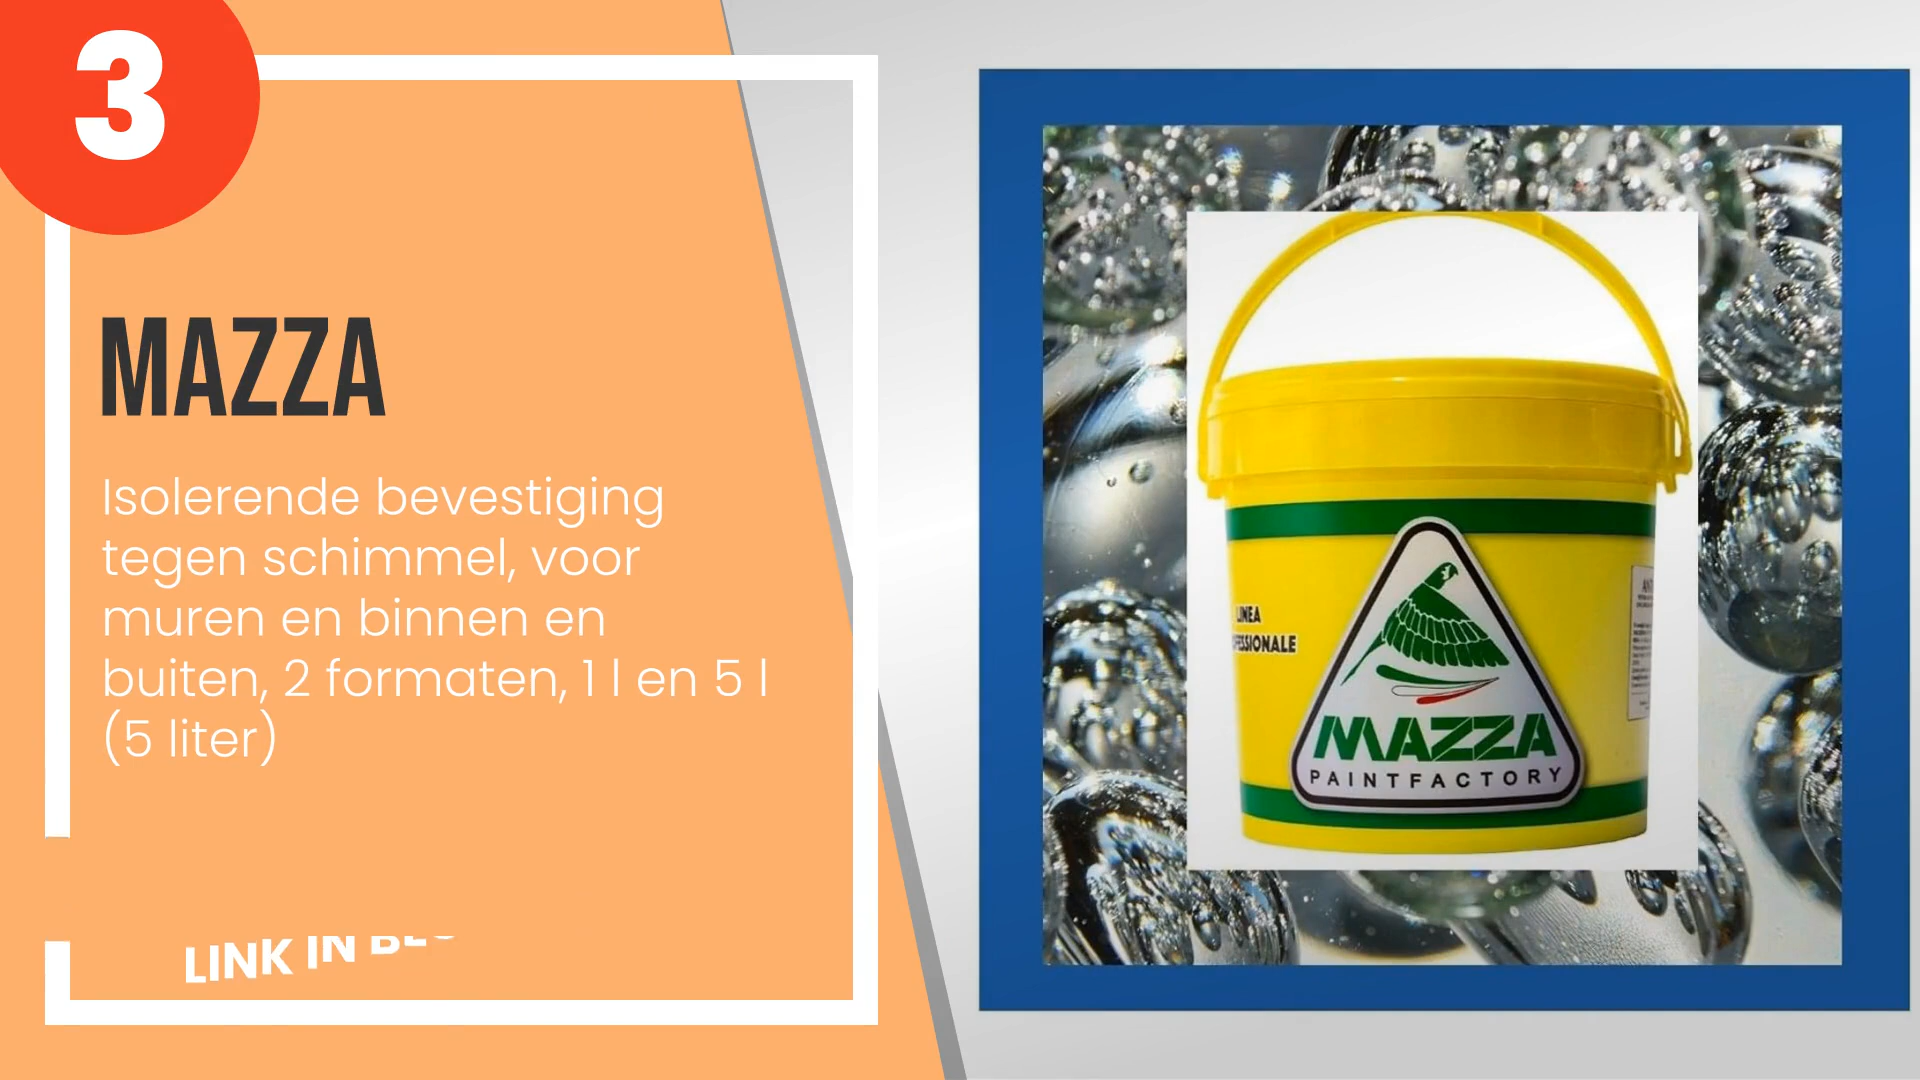 3
MAZZA
Isolerende bevestiging
tegen schimmel, voor
muren en binnen en
buiten, 2 formaten, 1 l en 5 l
(5 liter)
LINK IN
LINEA
MAZZA
PAINTFACTORY